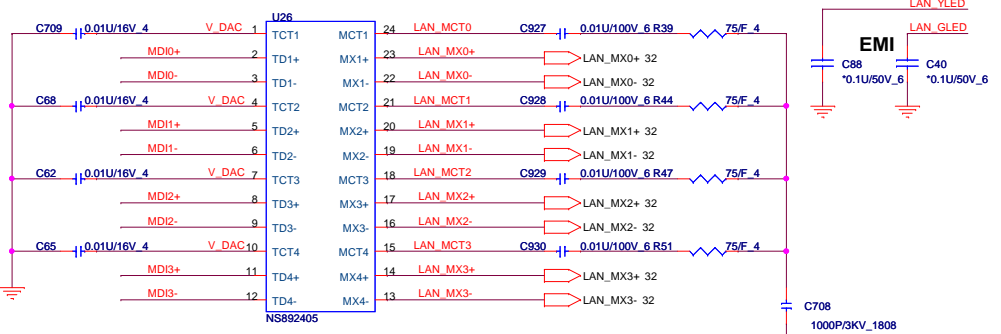 LAN_YLED
U26
C709 0.01U/16V_4 V_DAC 1 TCT1 MCT1 24 LAN_MCT0 C927 0.01U/100V_6 R39 75/F_4
LAN_GLED
MDI0+ 2 TD1+ MX1+ 23 LAN_MX0+ LAN_MX0+ 32
EMI
MDI0- 3 TD1- MX1- 22 LAN_MX0- LAN_MX0- 32
C88 C40
*0.1U/50V_6 *0.1U/50V_6
C68 0.01U/16V_4 V_DAC 4 TCT2 MCT2 21 LAN_MCT1 C928 0.01U/100V_6 R44 75/F_4
MDI1+ 5 TD2+ MX2+ 20 LAN_MX1+ LAN_MX1+ 32
MDI1- 6 TD2- MX2- 19 LAN_MX1- LAN_MX1- 32
C62 0.01U/16V_4 V_DAC 7 TCT3 MCT3 18 LAN_MCT2 C929 0.01U/100V_6 R47 75/F_4
MDI2+ 8 TD3+ MX3+ 17 LAN_MX2+ LAN_MX2+ 32
MDI2- 9 TD3- MX3- 16 LAN_MX2- LAN_MX2- 32
C65 0.01U/16V_4 V_DAC 10 TCT4 MCT4 15 LAN_MCT3 C930 0.01U/100V_6 R51 75/F_4
MDI3+ 11 TD4+ MX4+ 14 LAN_MX3+ LAN_MX3+ 32
MDI3- 12 TD4- MX4- 13 LAN_MX3- LAN_MX3- 32
NS892405
C708
1000P/3KV_1808